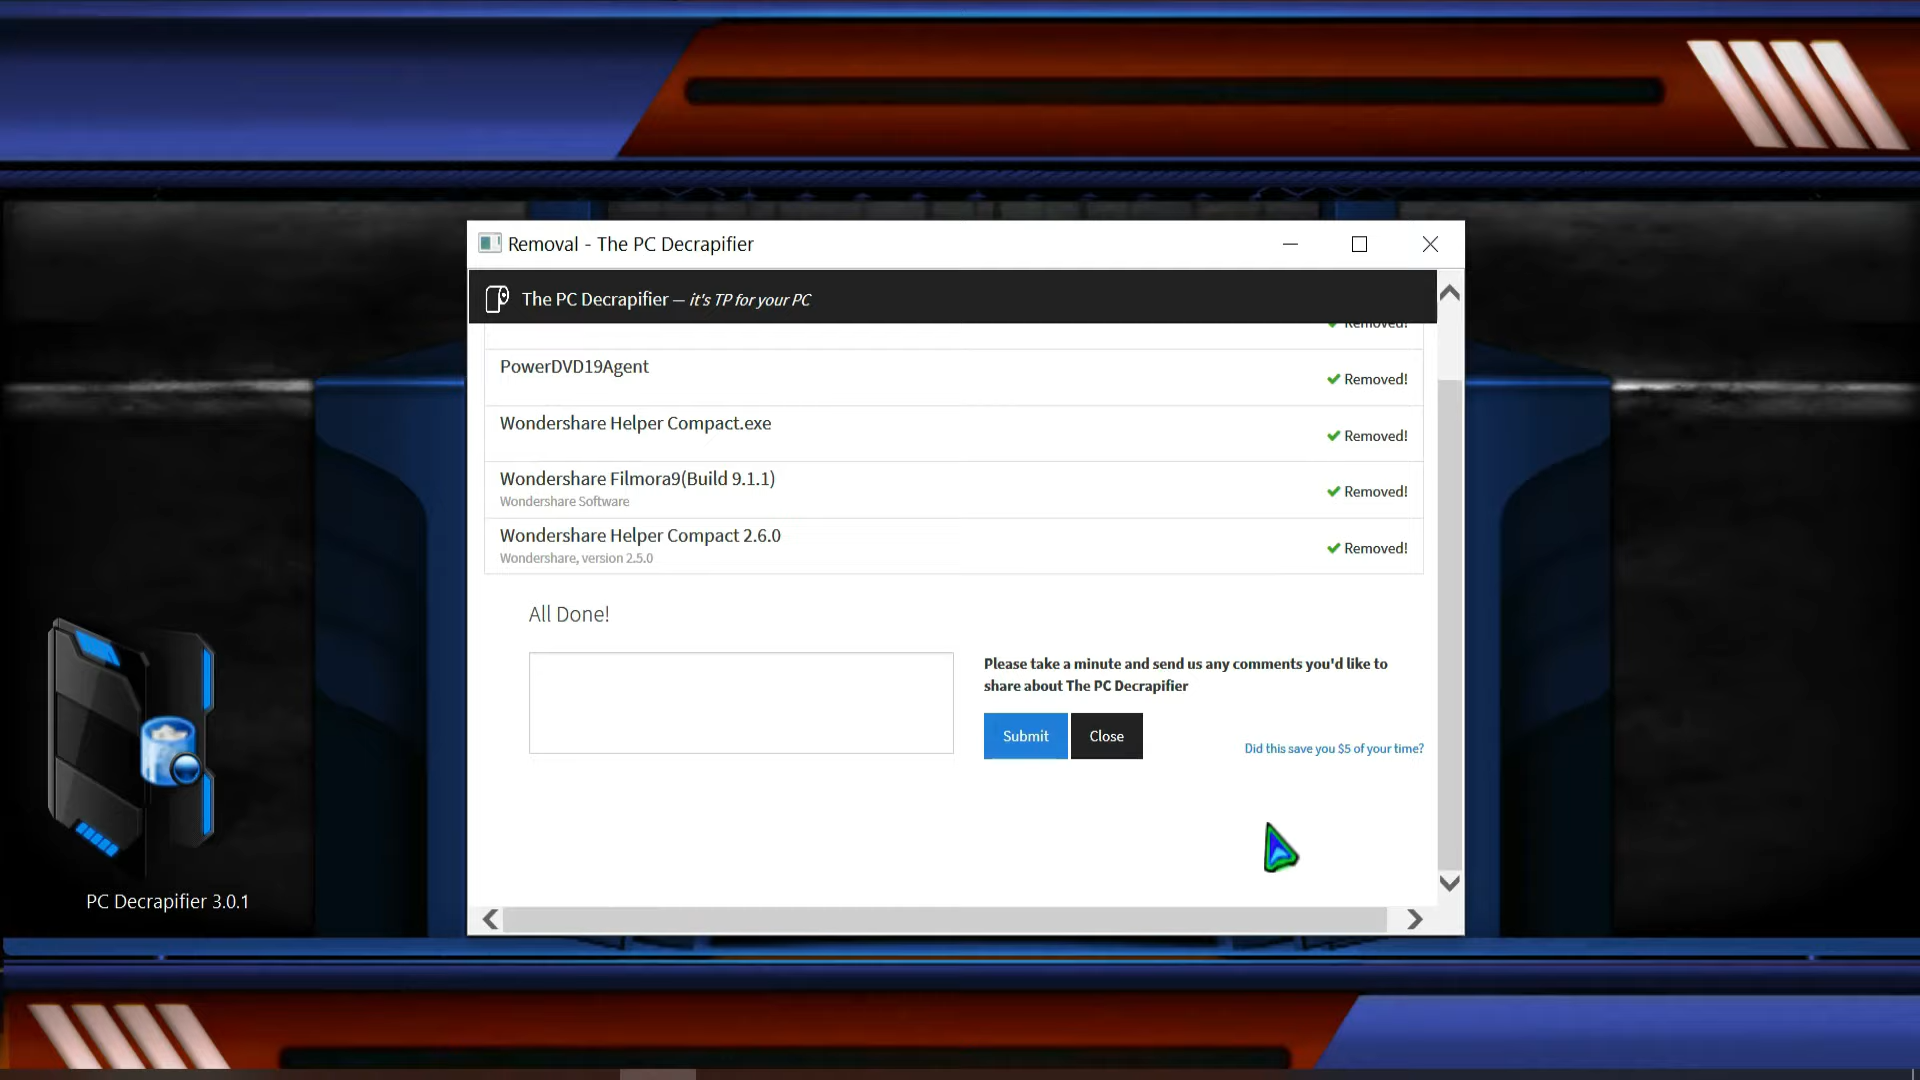 Removal - The PC Decrapifier
The PC Decrapifier — it's TP for your PC
Removed!
PowerDVD19Agent
Removed!
Wondershare Helper Compact.exe
Removed!
Wondershare Filmora9(Build 9.1.1)
Wondershare Software
Removed!
Wondershare Helper Compact 2.6.0
Wondershare, version 2.5.0
Removed!
All Done!
Please take a minute and send us any comments you'd like to
share about The PC Decrapifier
Submit
Close
Did this save you $5 of your time?
PC Decrapifier 3.0.1